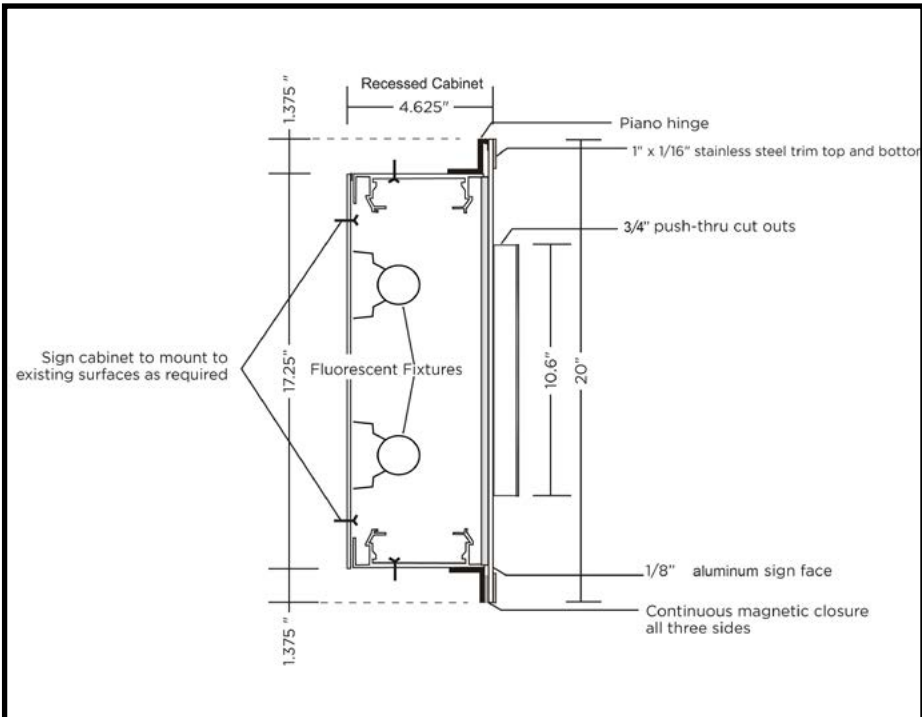 Recessed Cabinet
4.625"
1.375 "
Piano hinge
1" x 1/16" stainless steel trim top and bottor
3/4" push-thru cut outs
Sign cabinet to mount to
existing surfaces as required
17.25"
Fluorescent Fixtures
10.6"
20"
1/8" aluminum sign face
Continuous magnetic closure
all three sides
1.375 "